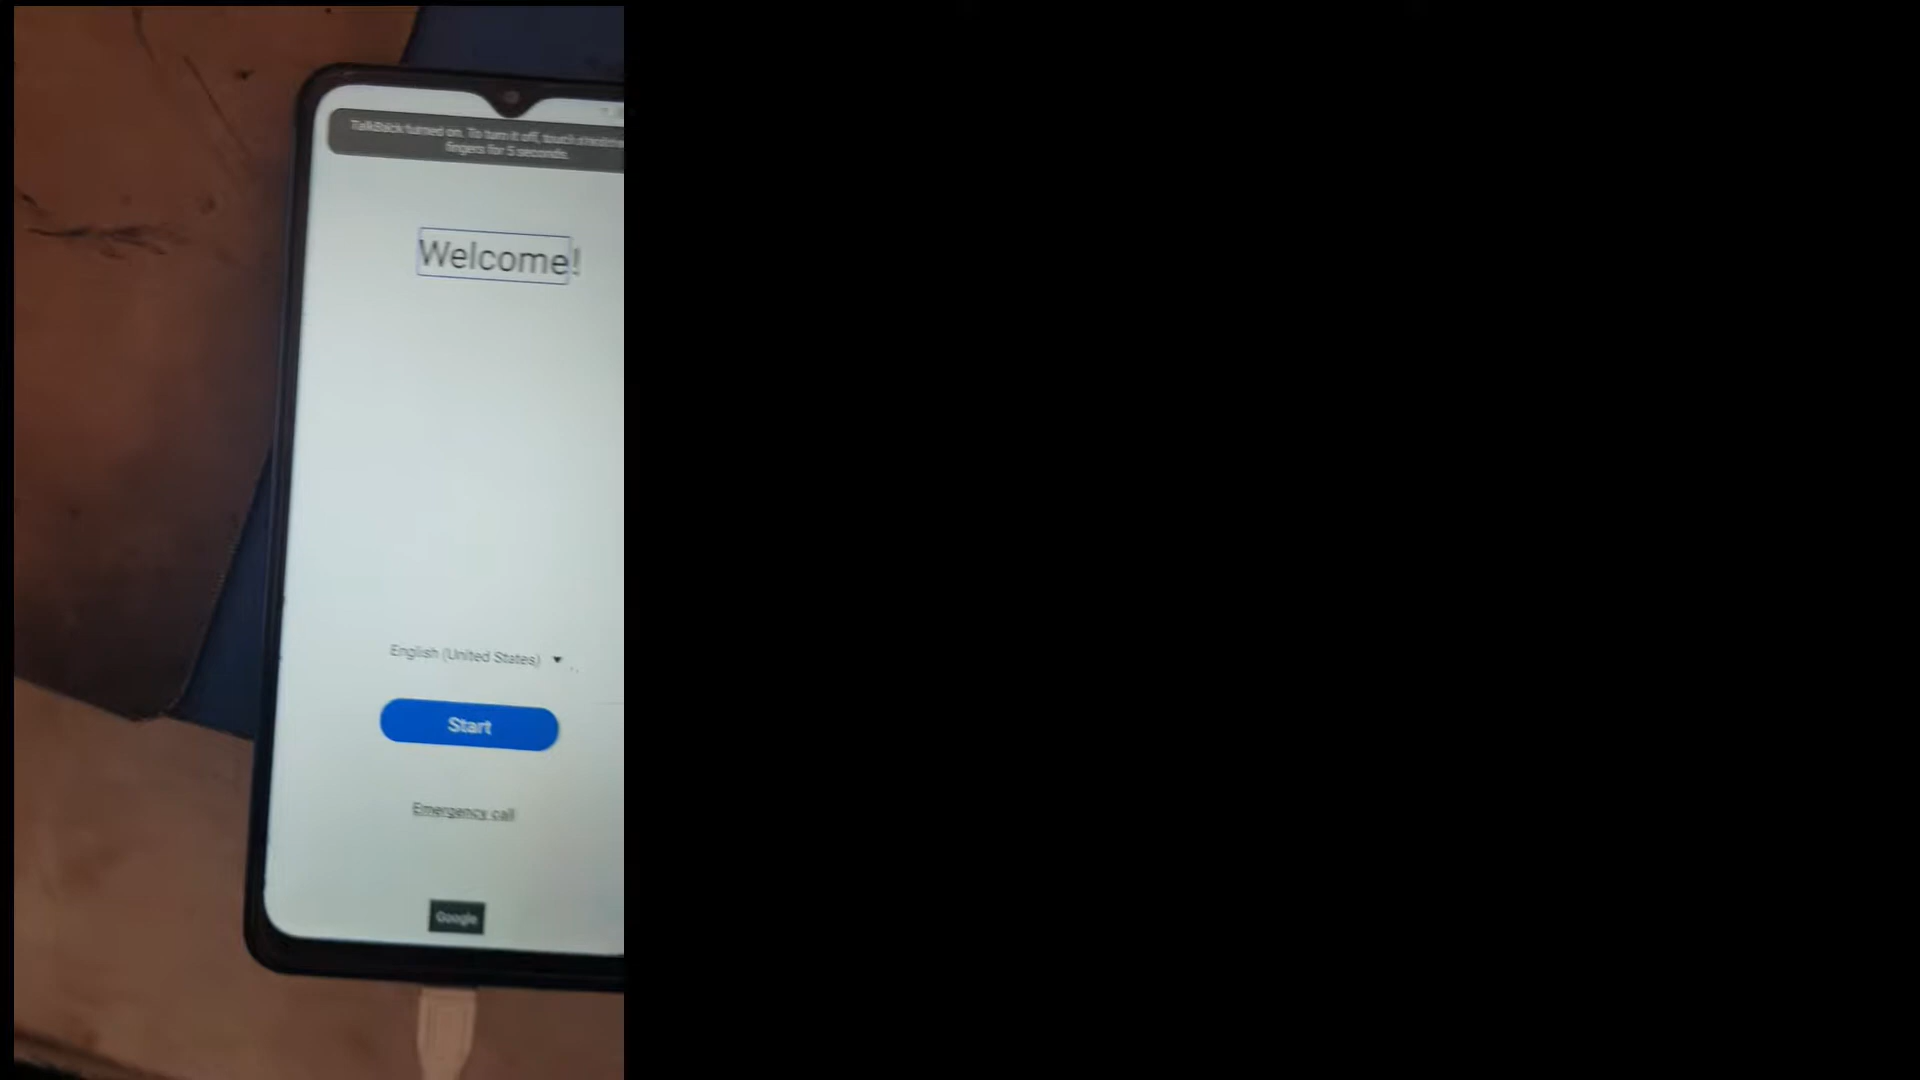 TalkBack turned on. To turn it off, touch
fingers for 5 seconds.
Welcome!
English (United States)
Start
Emergency call
Google